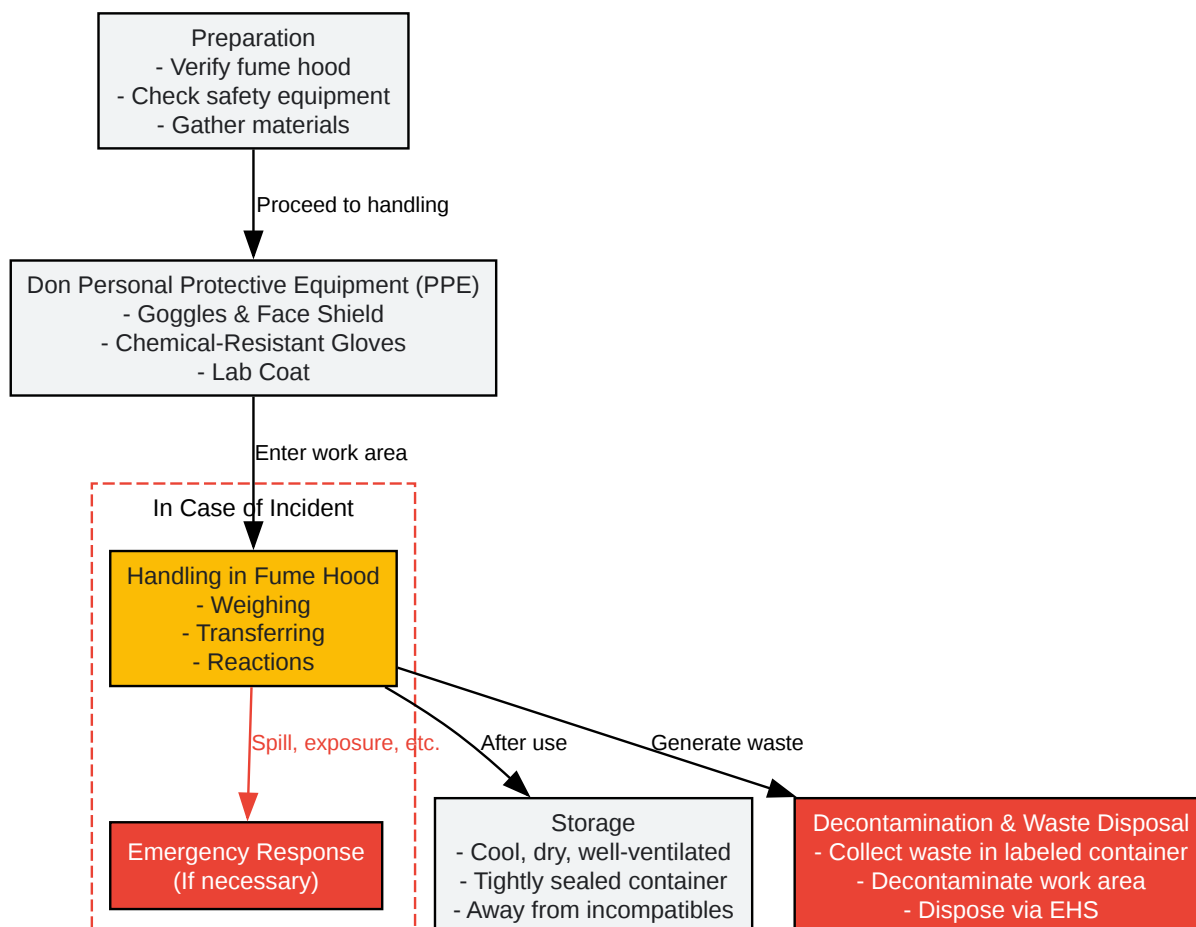 Preparation
- Verify fume hood
- Check safety equipment
- Gather materials
Proceed to handling
Don Personal Protective Equipment (PPE)
- Goggles & Face Shield
- Chemical-Resistant Gloves
- Lab Coat
Enter work area
In Case of Incident
Handling in Fume Hood
- Weighing
- Transferring
- Reactions
Spill, exposure, etc.
After use
Generate waste
Emergency Response
(If necessary)
Storage
- Cool, dry, well-ventilated
- Tightly sealed container
- Away from incompatibles
Decontamination & Waste Disposal
- Collect waste in labeled container
- Decontaminate work area
- Dispose via EHS